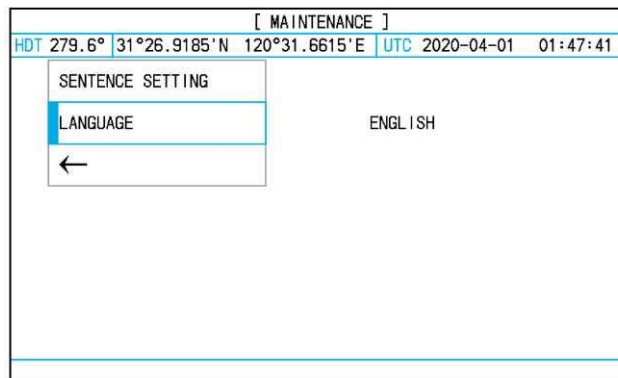 [ MAINTENANCE ]
HDT 279.6° 31°26.9185'N 120°31.6615'E UTC 2020-04-01 01:47:41
SENTENCE SETTING
LANGUAGE ENGLISH
←